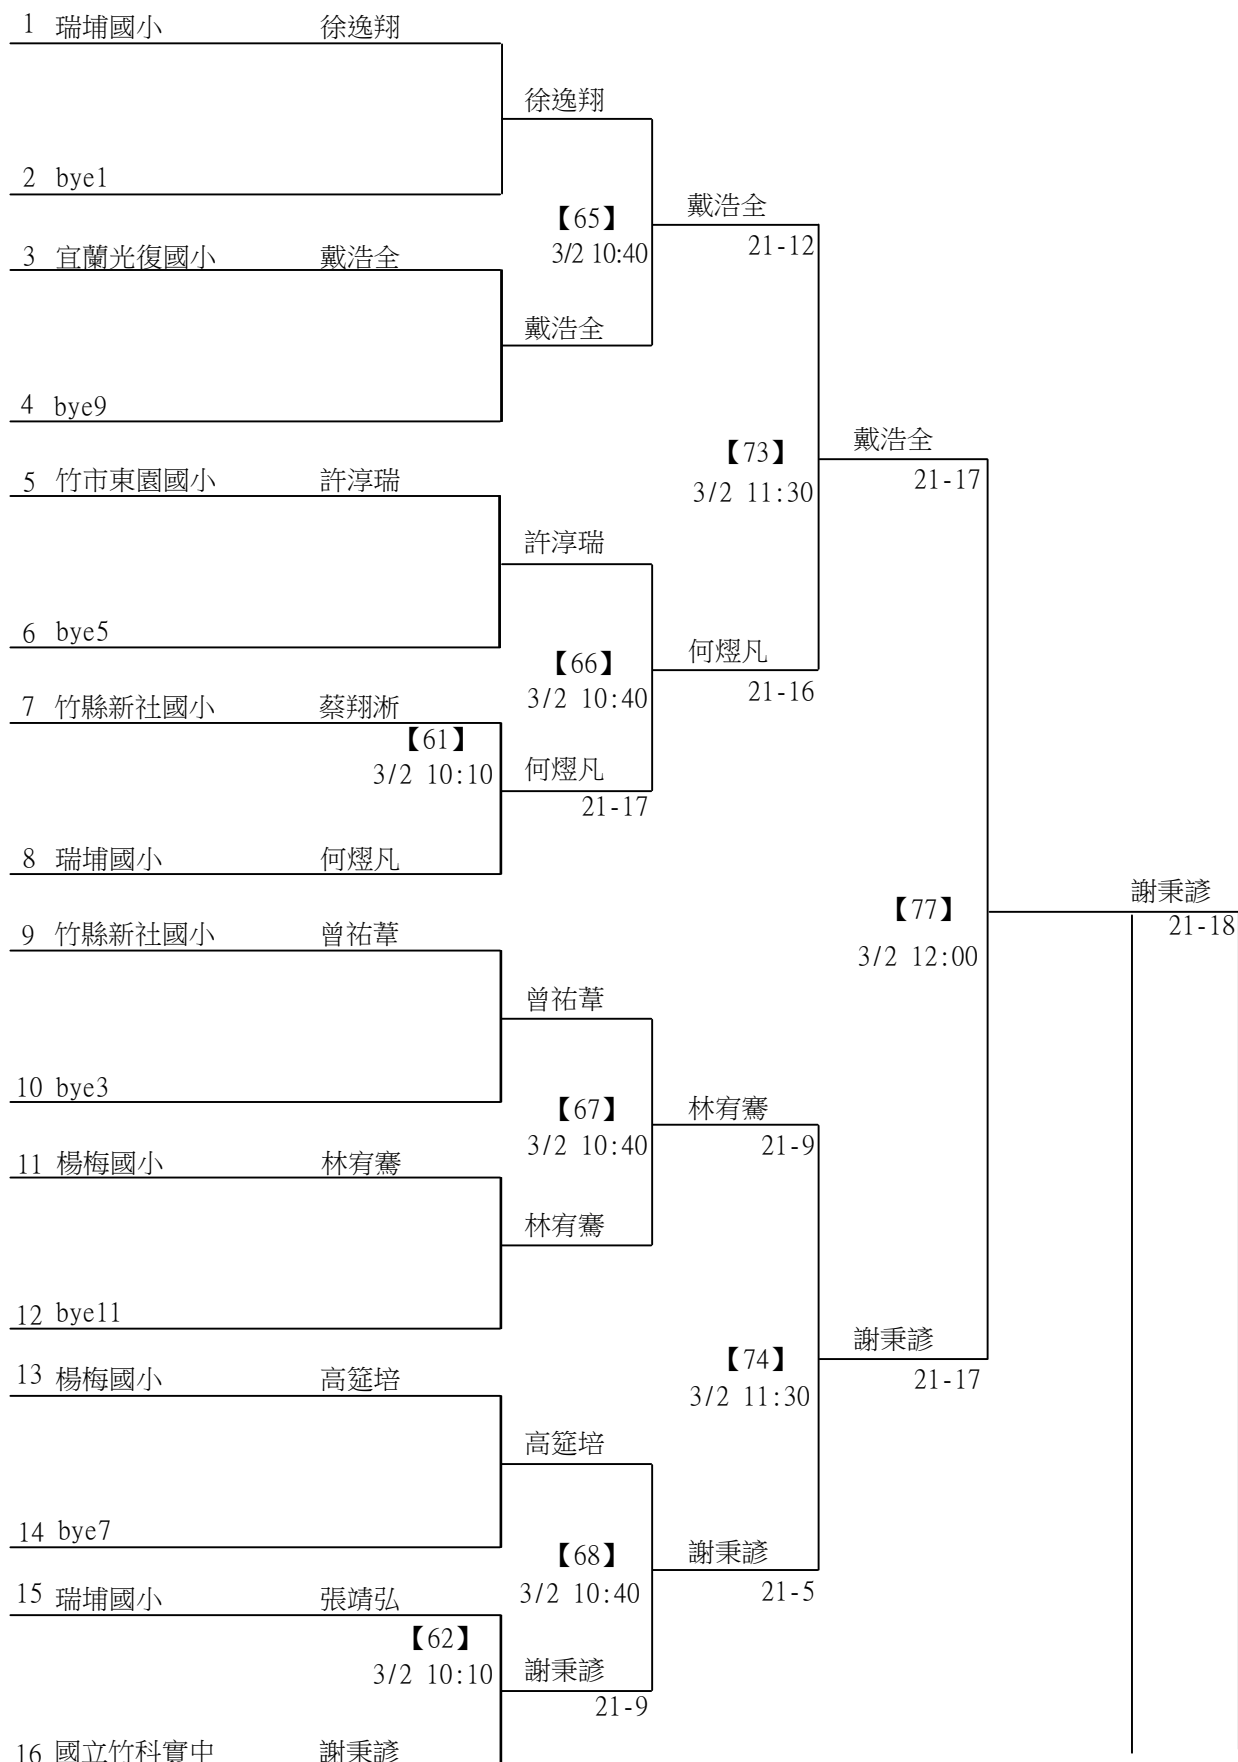 1 瑞埔國小 徐逸翔
徐逸翔
2 bye1
【65】
3/2 10:40
戴浩全
21-12
3 宜蘭光復國小 戴浩全
戴浩全
4 bye9
【73】
3/2 11:30
戴浩全
21-17
5 竹市東園國小 許淳瑞
許淳瑞
6 bye5
【66】
3/2 10:40
何熤凡
21-16
7 竹縣新社國小 蔡翔淅
【61】
3/2 10:10
何熤凡
21-17
8 瑞埔國小 何熤凡
【77】
3/2 12:00
謝秉諺
21-18
9 竹縣新社國小 曾祐葦
曾祐葦
10 bye3
【67】
3/2 10:40
林宥騫
21-9
11 楊梅國小 林宥騫
林宥騫
12 bye11
【74】
3/2 11:30
謝秉諺
21-17
13 楊梅國小 高筵培
高筵培
14 bye7
【68】
3/2 10:40
謝秉諺
21-5
15 瑞埔國小 張靖弘
【62】
3/2 10:10
謝秉諺
21-9
16 國立竹科實中 謝秉諺